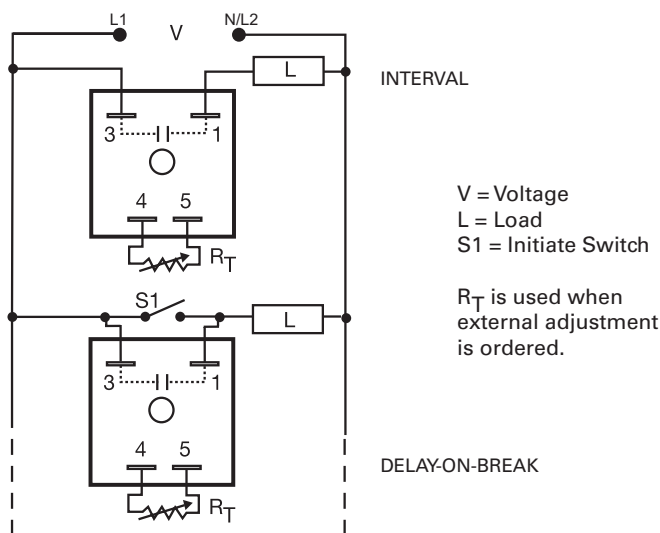 L1 V N/L2
L
INTERVAL
3 1
4 5
RT
V = Voltage
L = Load
S1 = Initiate Switch
RT is used when
external adjustment
is ordered.
S1
L
3 1
4 5
RT
DELAY-ON-BREAK